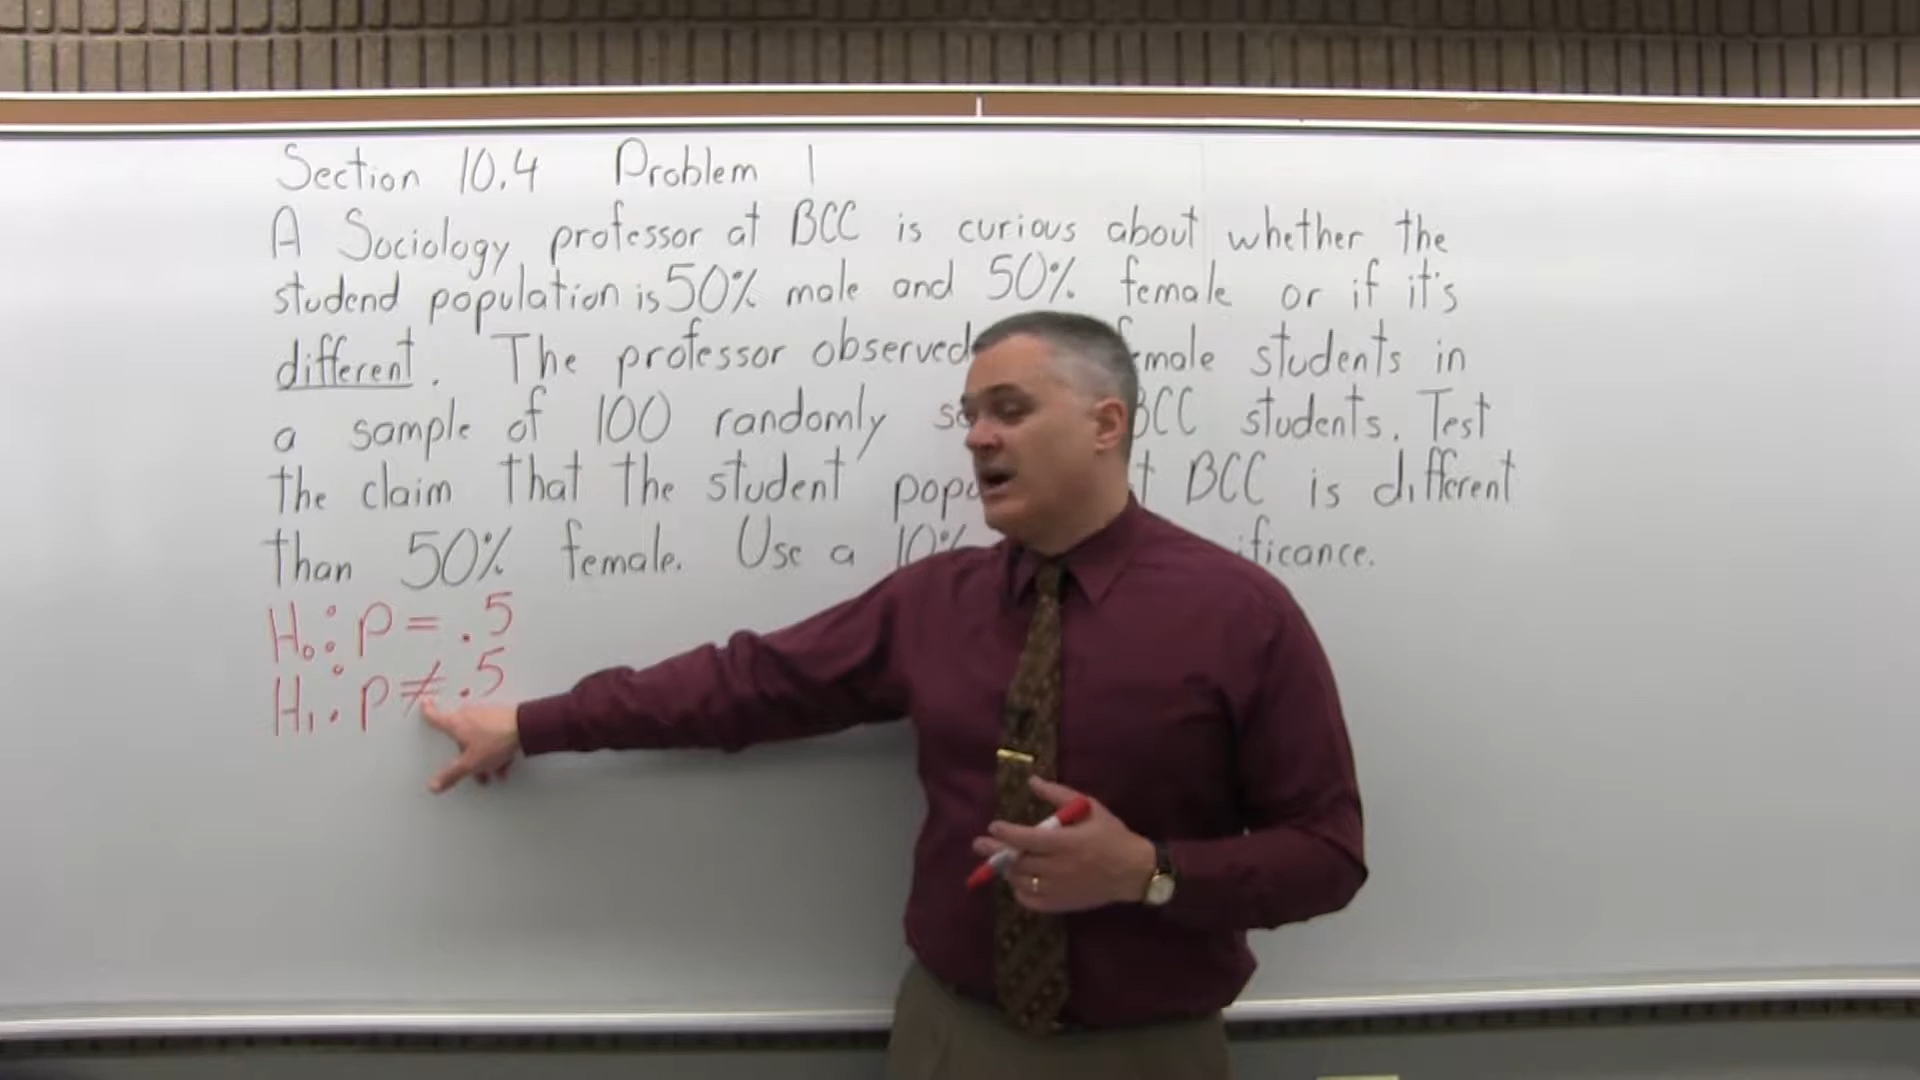 Section 10.4 Problem 1
A Sociology professor at BCC is curious about whether the
studend population is 50% male and 50% female or if it's
different. The professor observed students in
a sample of 100 randomly BCC students. Test
the claim that the student BCC is different
than 50% female. Use a 10%
H₀: P = .5
H₁: P ≠ .5